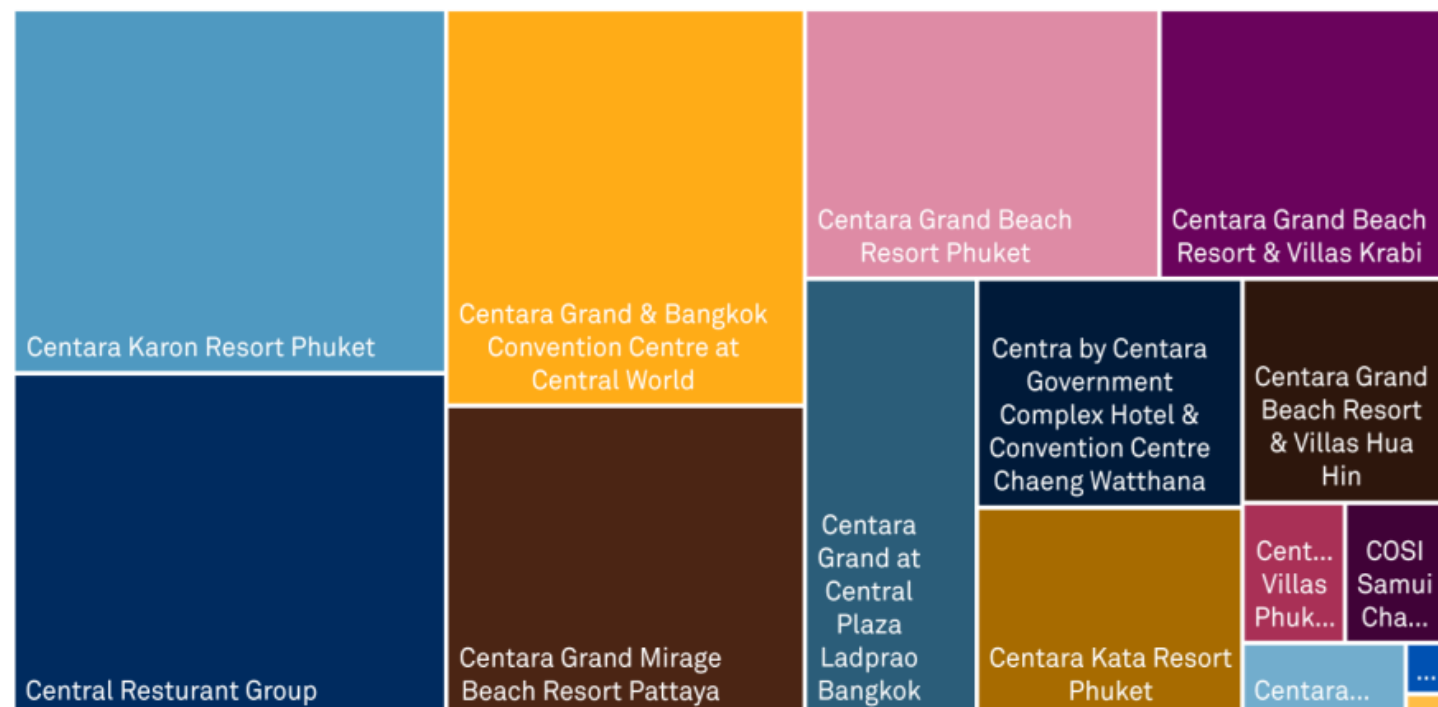 Centara Karon Resort Phuket
Central Resturant Group
Centara Grand & Bangkok
Convention Centre at
Central World
Centara Grand Mirage
Beach Resort Pattaya
Centara Grand Beach
Resort Phuket
Centara Grand Beach
Resort & Villas Krabi
Centara
Grand at
Central
Plaza
Ladprao
Bangkok
Centra by Centara
Government
Complex Hotel &
Convention Centre
Chaeng Watthana
Centara Kata Resort
Phuket
Centara Grand
Beach Resort
& Villas Hua
Hin
Cent...
Villas
Phuk...
COSI
Samui
Cha...
Centara...
...